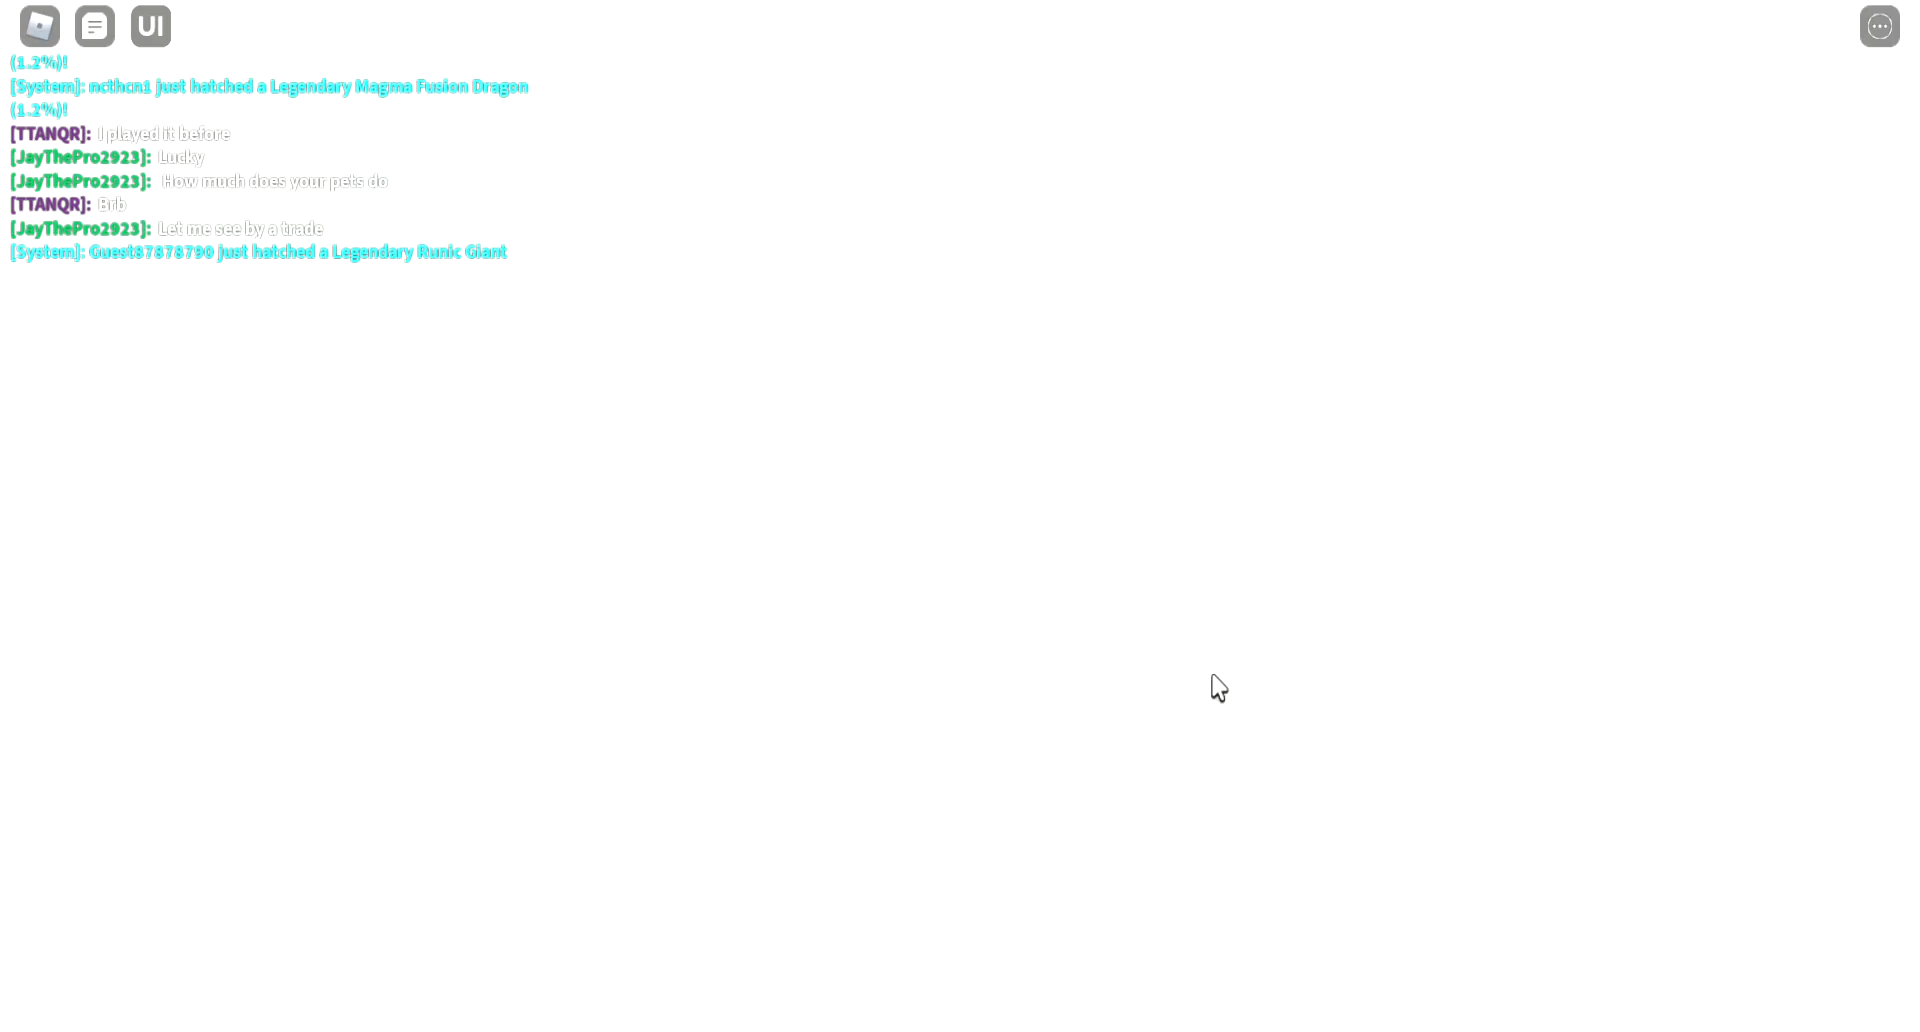 UI
(1.2%)!
[System]: ncthcn1 just hatched a Legendary Magma Fusion Dragon
(1.2%)!
[TTANQR]: I played it before
[JayThePro2923]: Lucky
[JayThePro2923]: How much does your pets do
[TTANQR]: Brb
[JayThePro2923]: Let me see by a trade
[System]: Guest87878790 just hatched a Legendary Runic Giant